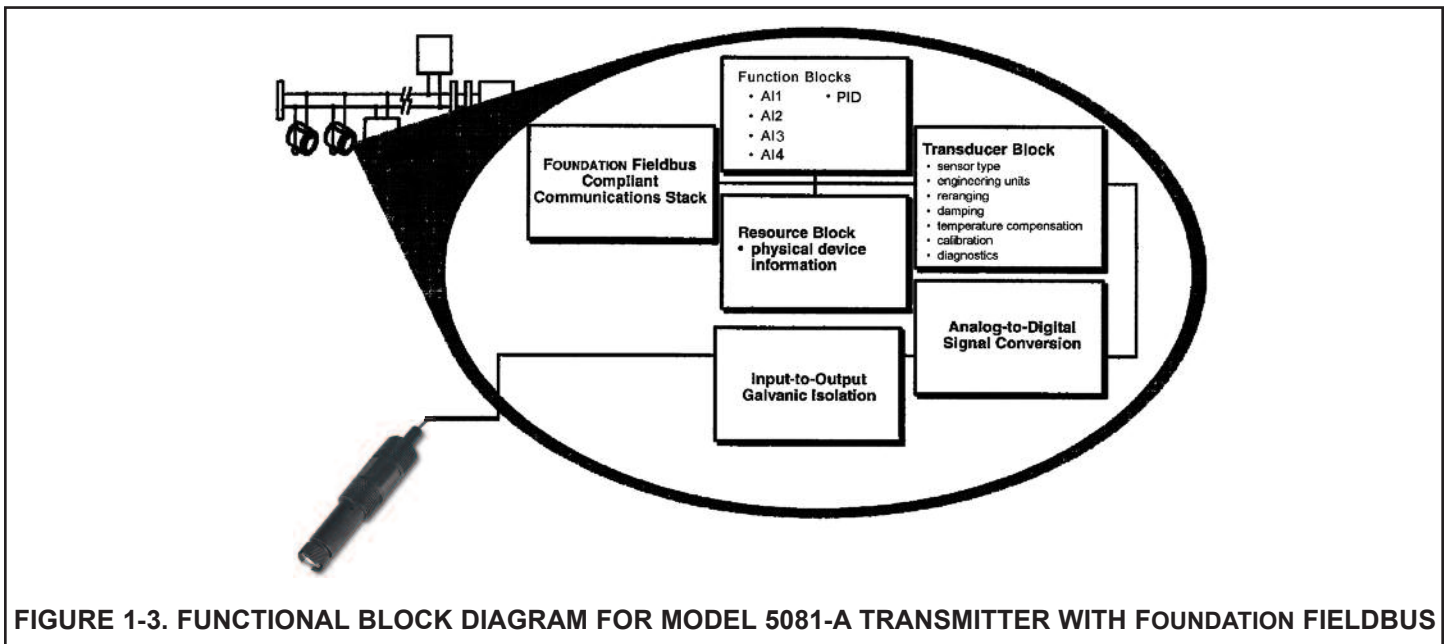 Function Blocks
• AI1 • PID
• AI2
• AI3
• AI4
FOUNDATION Fieldbus
Compliant
Communications Stack
Transducer Block
• sensor type
• engineering units
• reranging
• damping
• temperature compensation
• calibration
• diagnostics
Resource Block
• physical device
information
Analog-to-Digital
Signal Conversion
Input-to-Output
Galvanic Isolation
FIGURE 1-3. FUNCTIONAL BLOCK DIAGRAM FOR MODEL 5081-A TRANSMITTER WITH FOUNDATION FIELDBUS